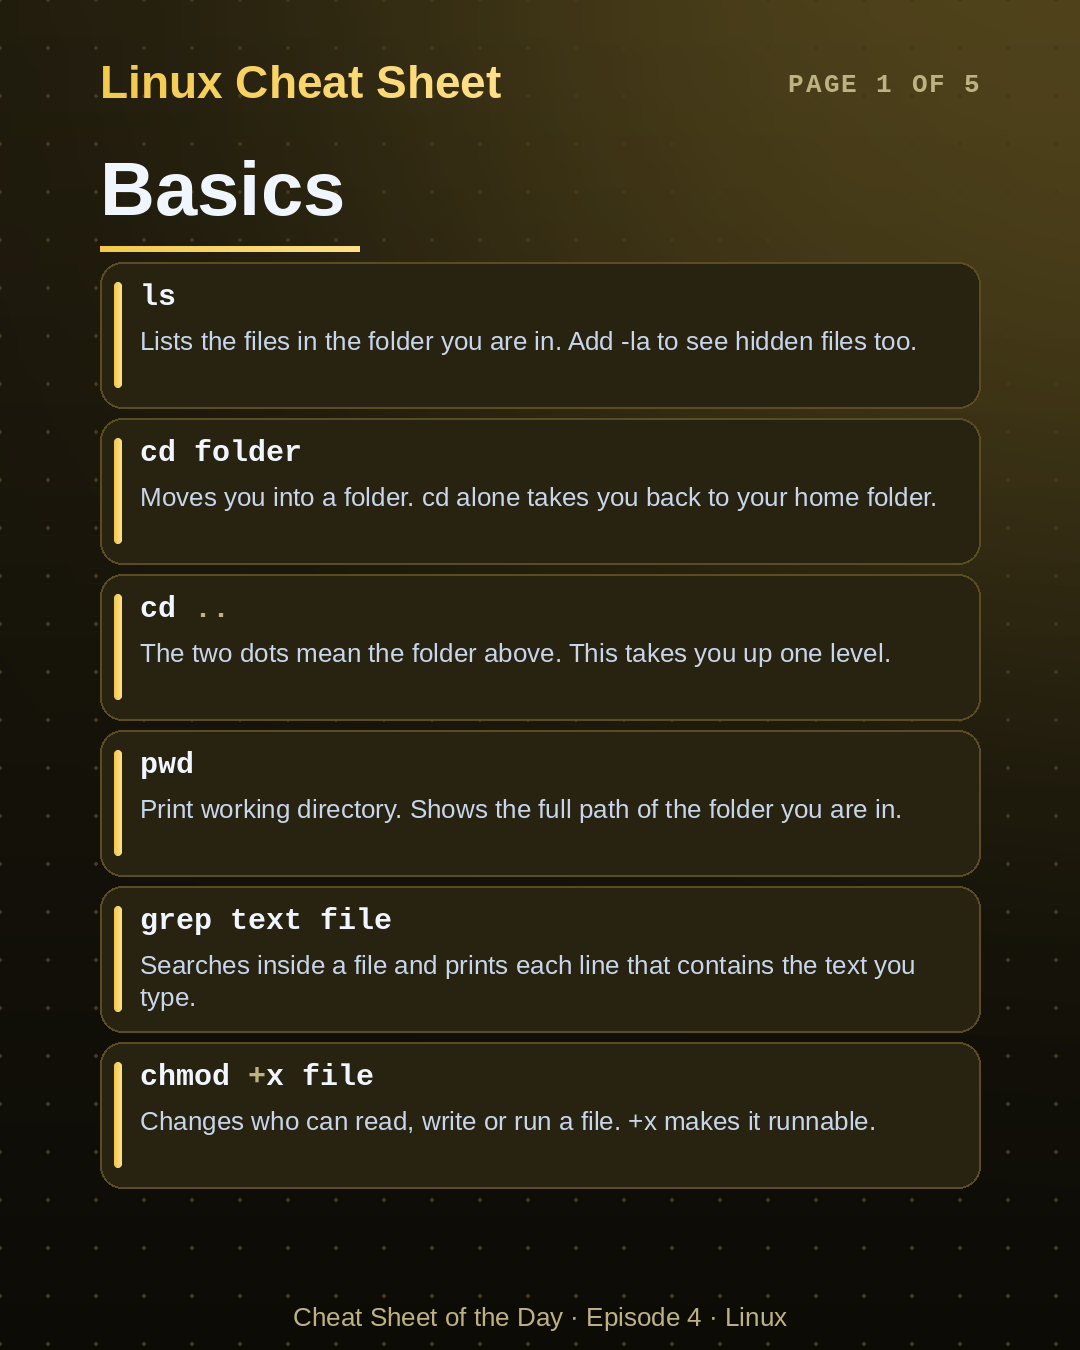 Linux Cheat Sheet
PAGE 1 OF 5
Basics
ls
Lists the files in the folder you are in. Add -la to see hidden files too.
cd folder
Moves you into a folder. cd alone takes you back to your home folder.
cd ..
The two dots mean the folder above. This takes you up one level.
pwd
Print working directory. Shows the full path of the folder you are in.
grep text file
Searches inside a file and prints each line that contains the text you
type.
chmod +x file
Changes who can read, write or run a file. +x makes it runnable.
Cheat Sheet of the Day · Episode 4 · Linux